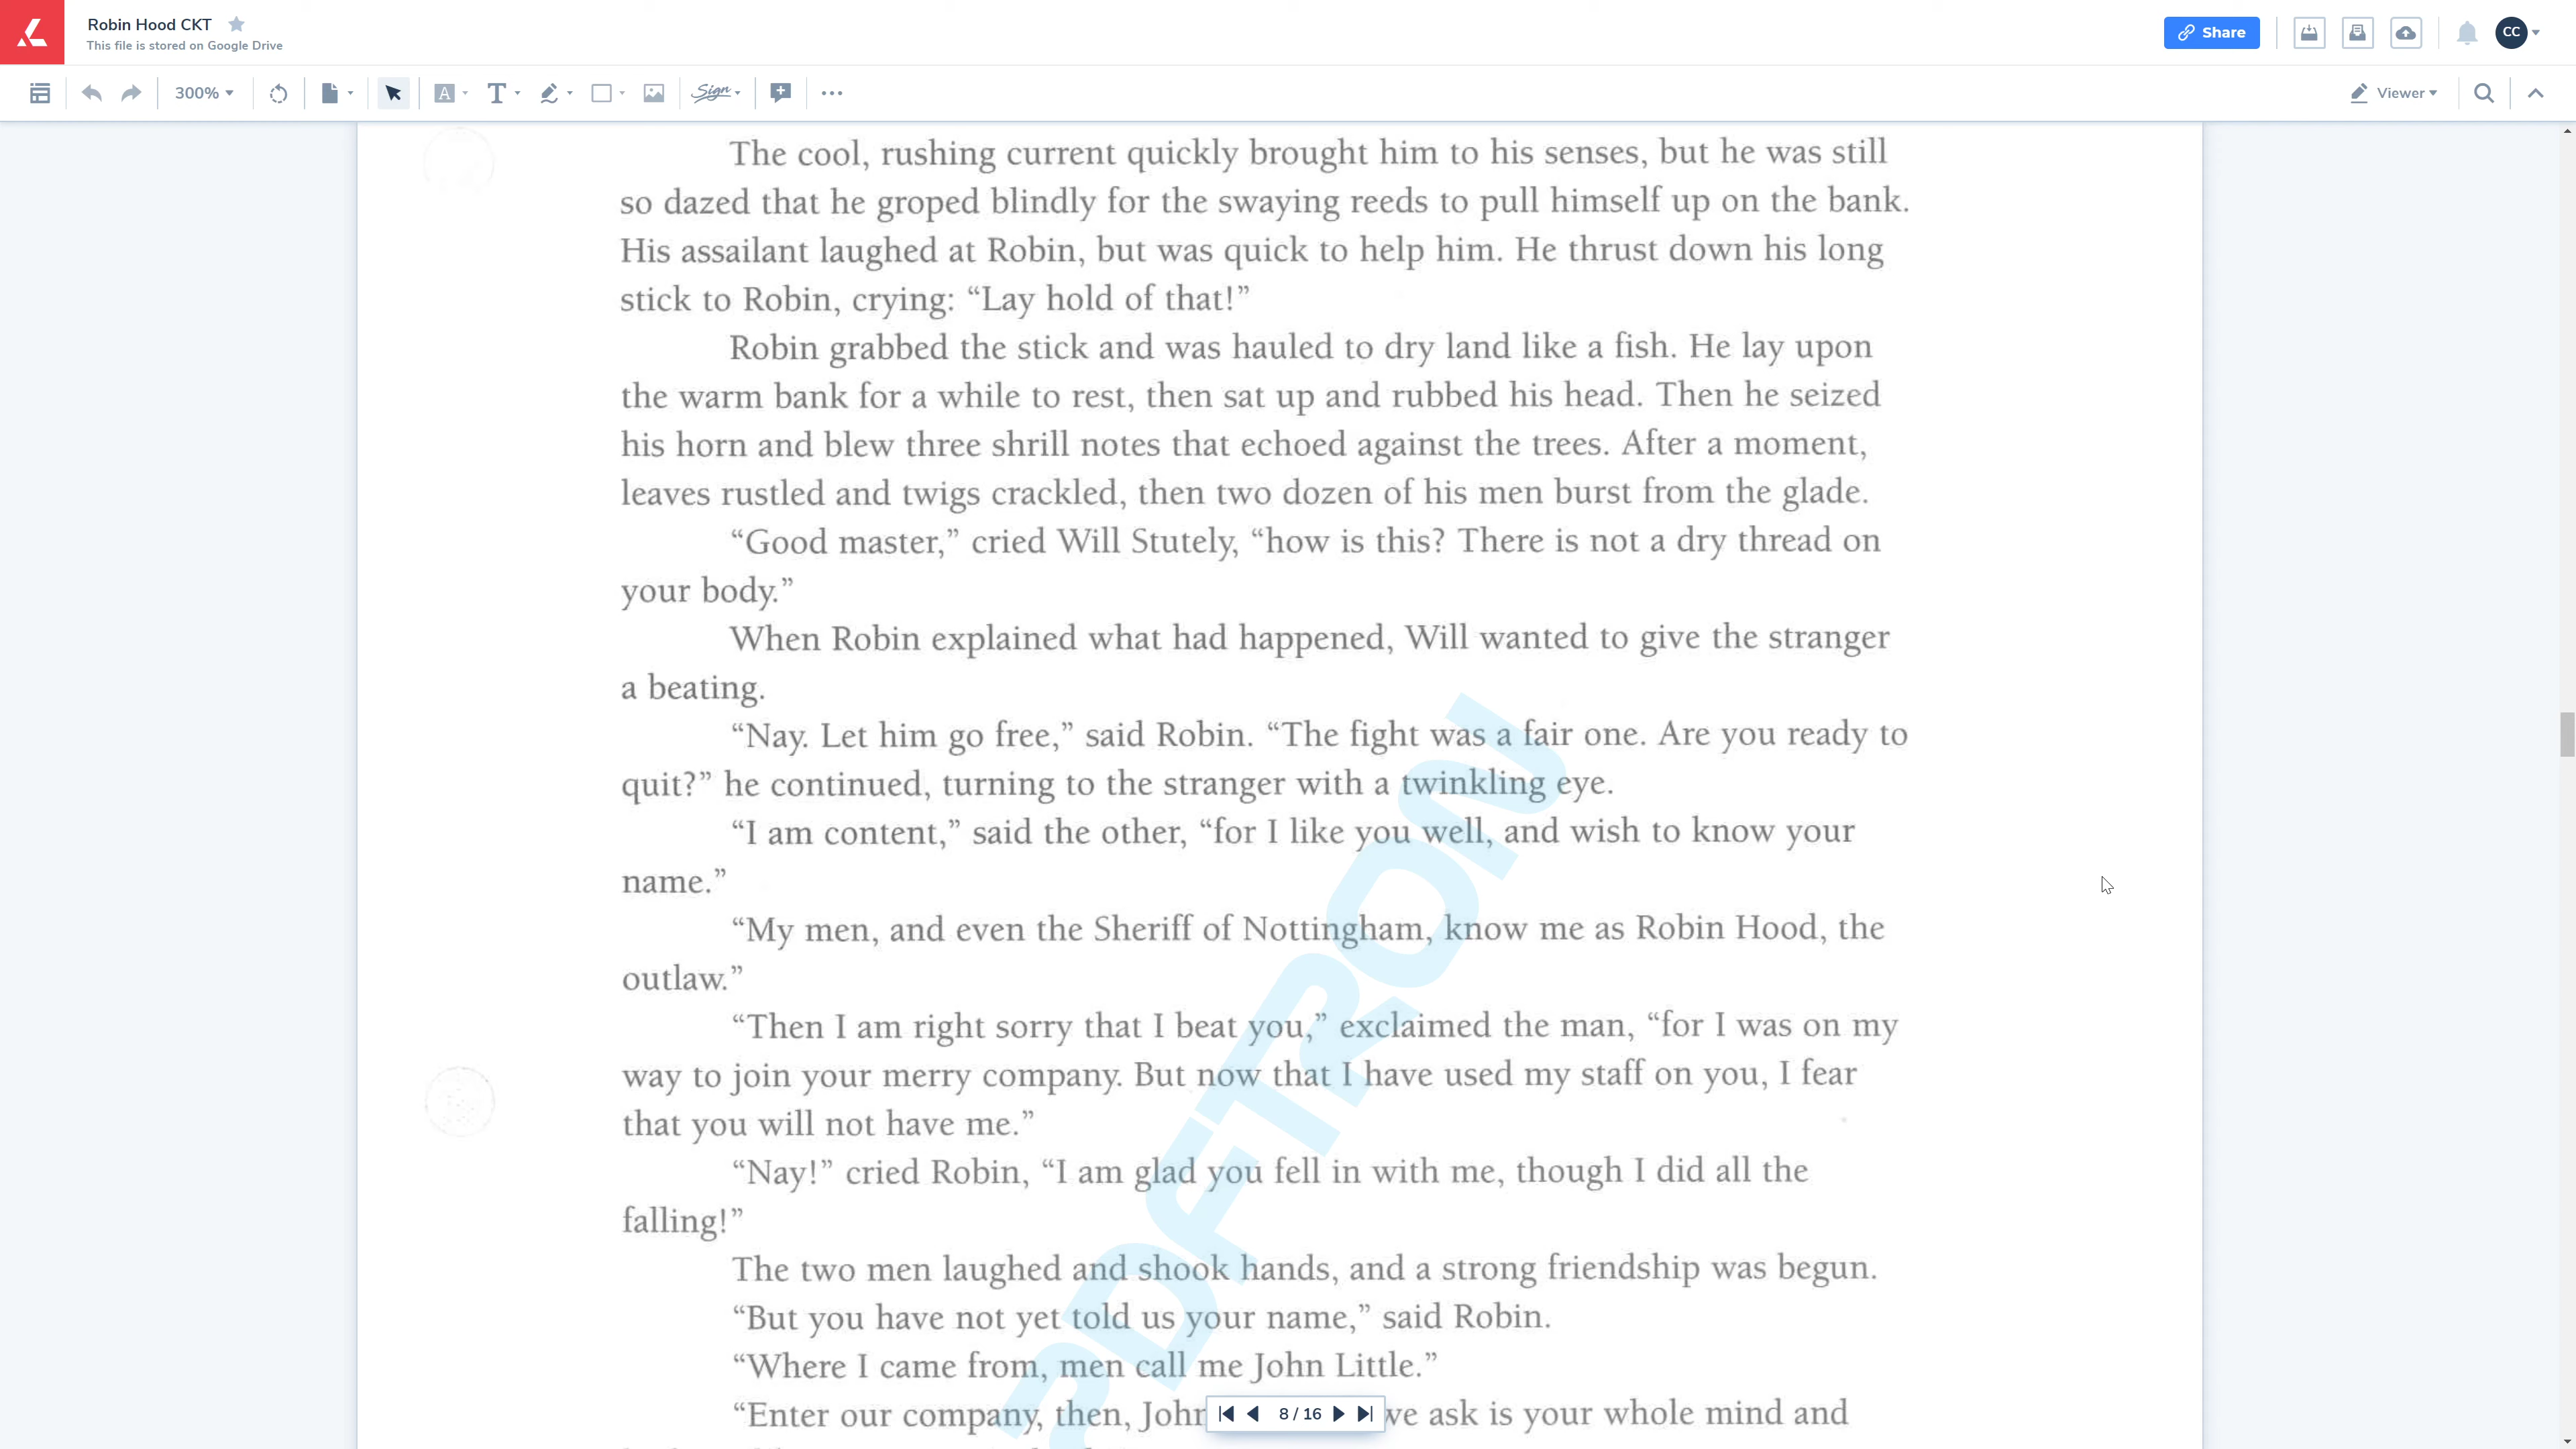 Robin Hood CKT
This file is stored on Google Drive
Share
CC
300%
A
T
Sign
Viewer
The cool, rushing current quickly brought him to his senses, but he was still
so dazed that he groped blindly for the swaying reeds to pull himself up on the bank.
His assailant laughed at Robin, but was quick to help him. He thrust down his long
stick to Robin, crying: “Lay hold of that!”
Robin grabbed the stick and was hauled to dry land like a fish. He lay upon
the warm bank for a while to rest, then sat up and rubbed his head. Then he seized
his horn and blew three shrill notes that echoed against the trees. After a moment,
leaves rustled and twigs crackled, then two dozen of his men burst from the glade.
“Good master,” cried Will Stutely, “how is this? There is not a dry thread on
your body.”
When Robin explained what had happened, Will wanted to give the stranger
a beating.
“Nay. Let him go free,” said Robin. “The fight was a fair one. Are you ready to
quit?” he continued, turning to the stranger with a twinkling eye.
“I am content,” said the other, “for I like you well, and wish to know your
name.”
“My men, and even the Sheriff of Nottingham, know me as Robin Hood, the
outlaw.”
“Then I am right sorry that I beat you,” exclaimed the man, “for I was on my
way to join your merry company. But now that I have used my staff on you, I fear
that you will not have me.”
“Nay!” cried Robin, “I am glad you fell in with me, though I did all the
falling!”
The two men laughed and shook hands, and a strong friendship was begun.
“But you have not yet told us your name,” said Robin.
“Where I came from, men call me John Little.”
“Enter our company, then, John we ask is your whole mind and
8 / 16
PDFTRON